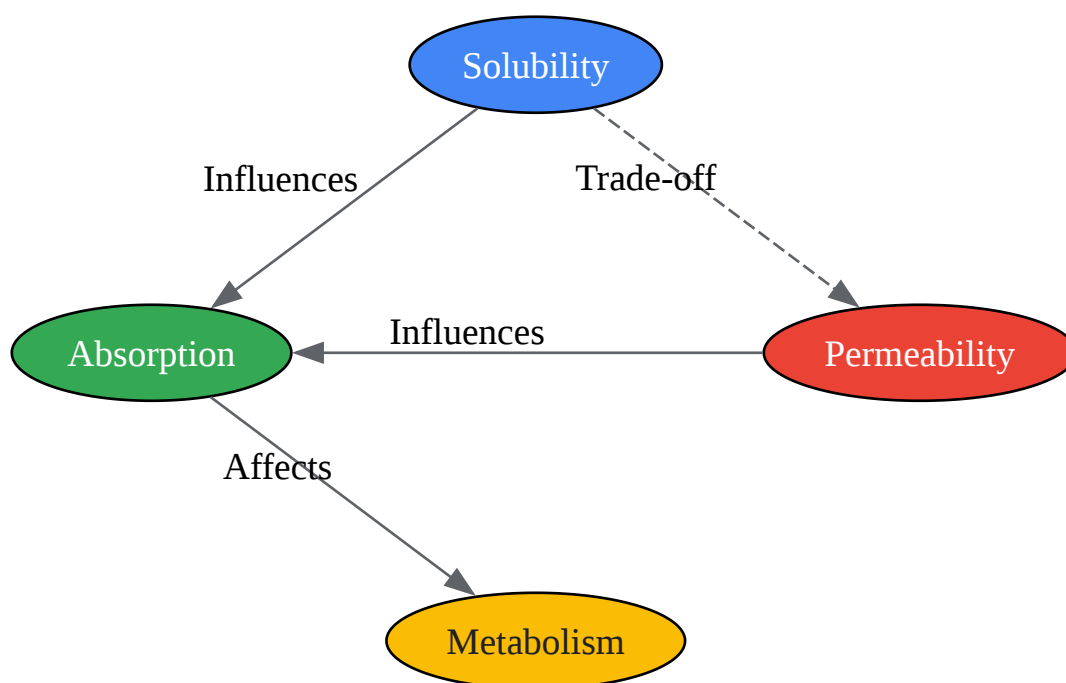 Solubility
Influences
Trade-off
Influences
Absorption
Permeability
Affects
Metabolism